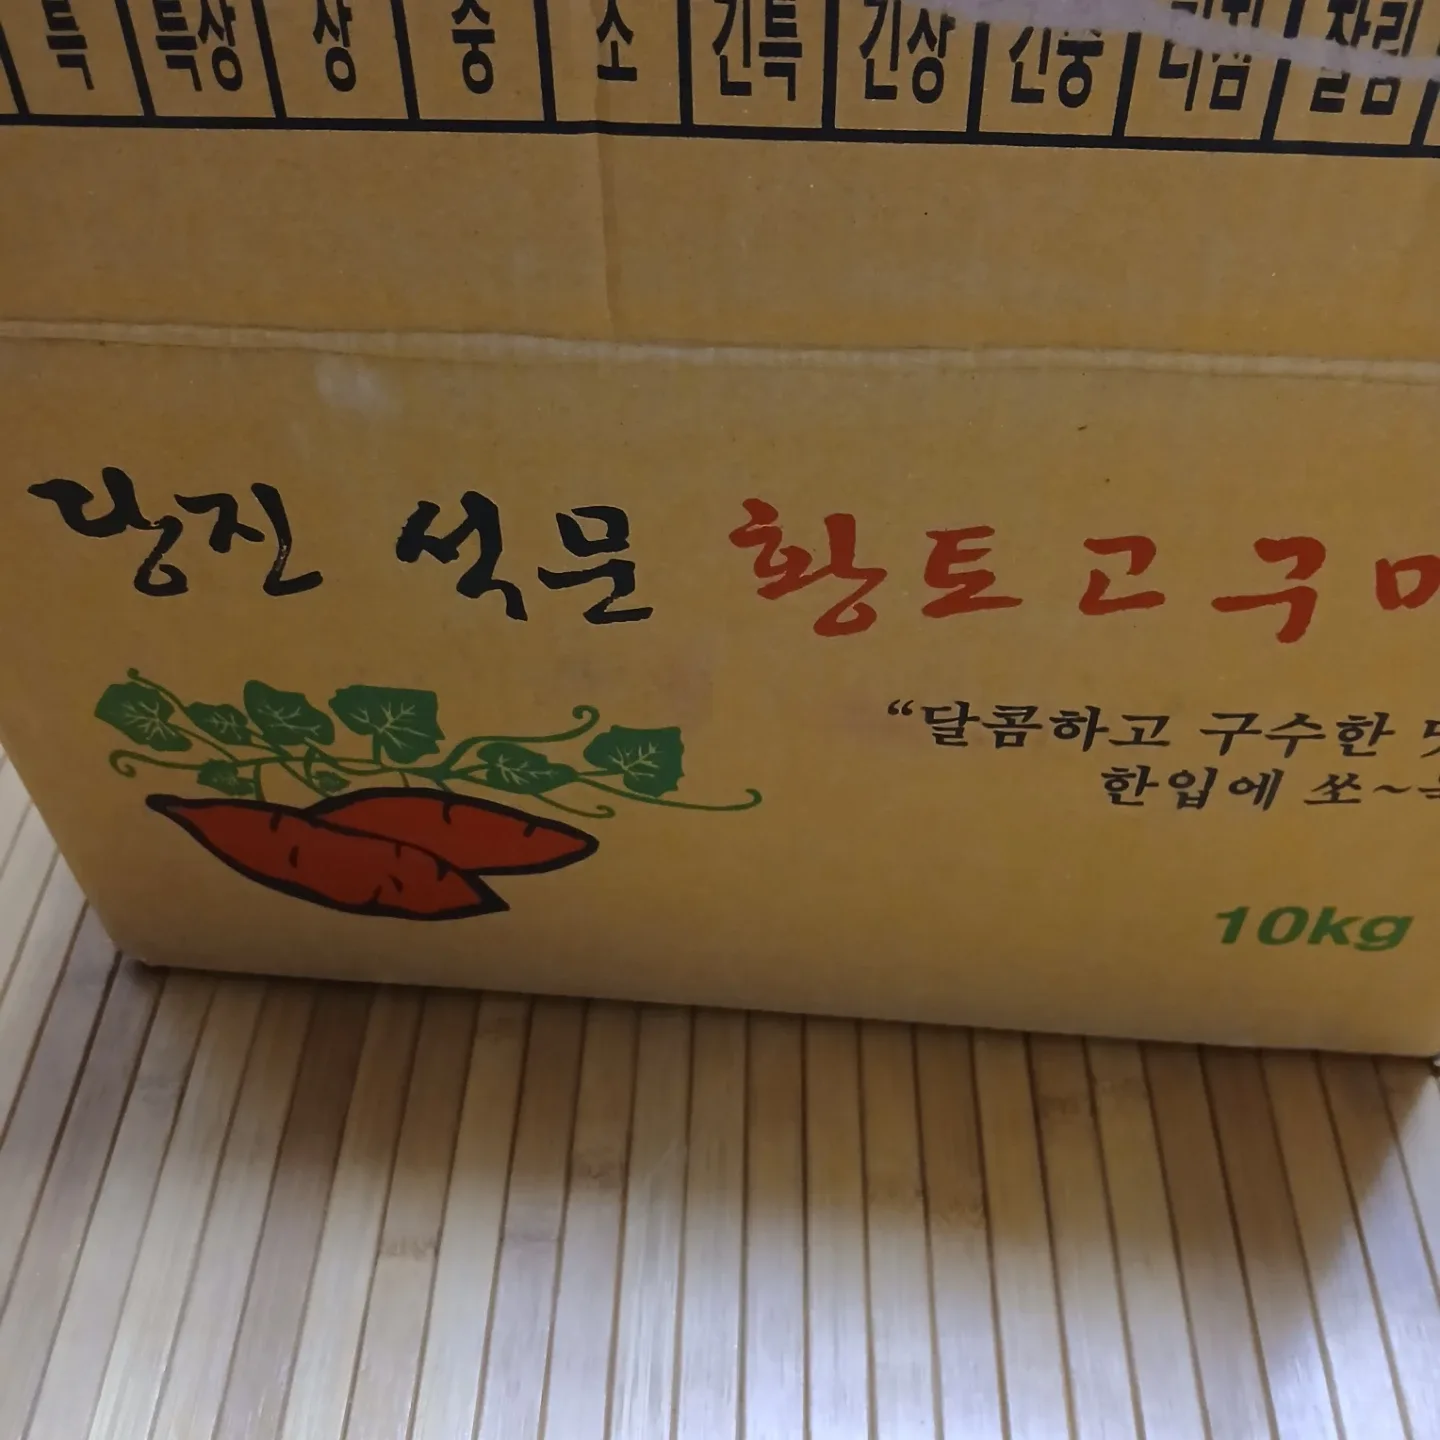 특 특상 상 중 소 긴특 긴상 긴중
당진 석문 황토고구마
"달콤하고 구수한
한입에 쏘~
10kg